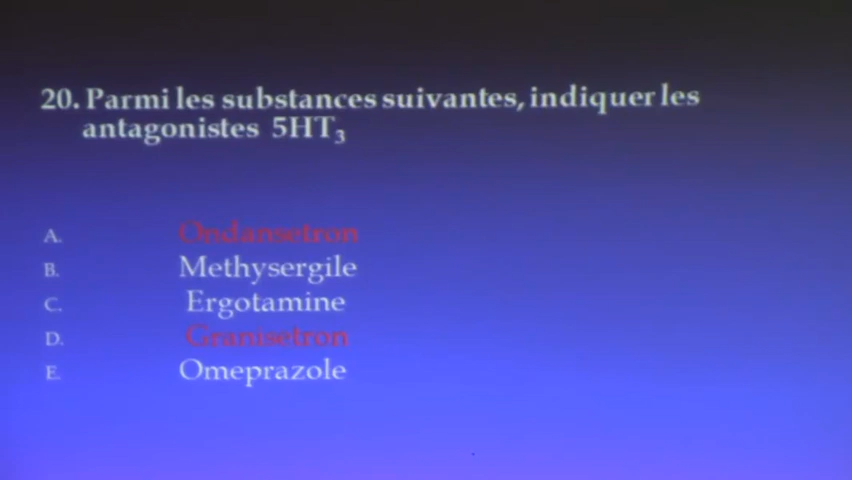 20. Parmi les substances suivantes, indiquer les
antagonistes 5HT₃
A. Ondansetron
B. Methysergile
C. Ergotamine
D. Granisetron
E. Omeprazole